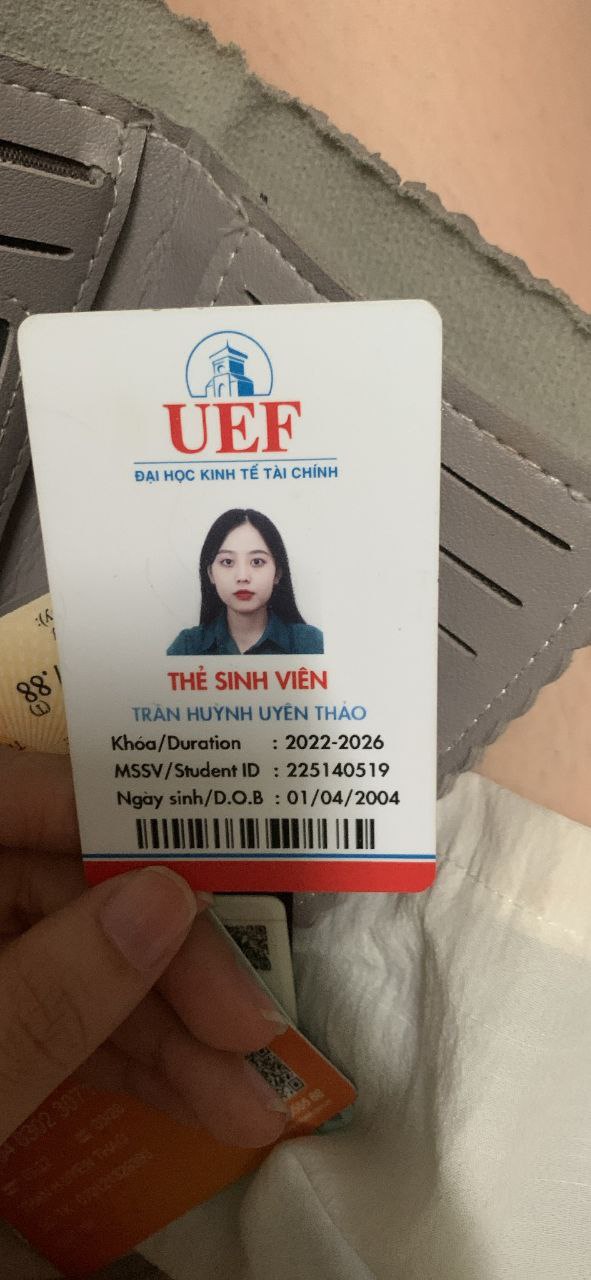 UEF
ĐẠI HỌC KINH TẾ TÀI CHÍNH
THẺ SINH VIÊN
TRẦN HUỲNH UYÊN THẢO
Khóa/Duration : 2022-2026
MSSV/Student ID : 225140519
Ngày sinh/D.O.B : 01/04/2004